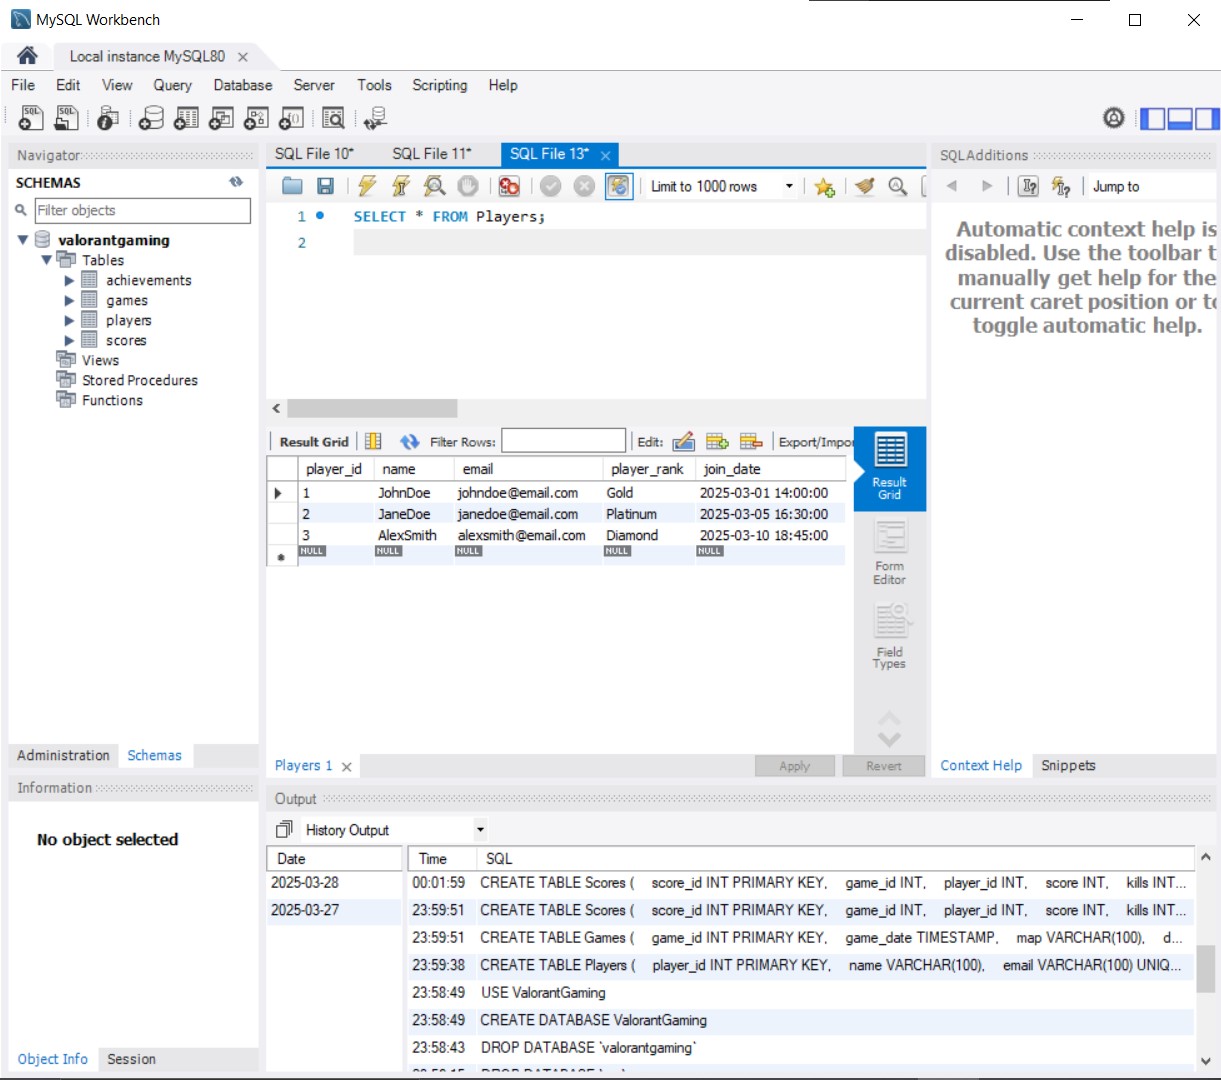 MySQL Workbench
Local instance MySQL80
File Edit View Query Database Server Tools Scripting Help
Navigator
SCHEMAS
Filter objects
valorantgaming
Tables
achievements
games
players
scores
Views
Stored Procedures
Functions
Administration Schemas
Information
No object selected
Object Info Session
SQL File 10* SQL File 11* SQL File 13*
Limit to 1000 rows
1 SELECT * FROM Players;
2
Result Grid Filter Rows: Edit: Export/Impor
player_id name email player_rank join_date
1 JohnDoe johndoe@email.com Gold 2025-03-01 14:00:00
2 JaneDoe janedoe@email.com Platinum 2025-03-05 16:30:00
3 AlexSmith alexsmith@email.com Diamond 2025-03-10 18:45:00
NULL NULL NULL NULL NULL
Result
Grid
Form
Editor
Field
Types
Players 1 Apply Revert
SQLAdditions
Jump to
Automatic context help is
disabled. Use the toolbar t
manually get help for the
current caret position or to
toggle automatic help.
Context Help Snippets
Output
History Output
Date Time SQL
2025-03-28 00:01:59 CREATE TABLE Scores ( score_id INT PRIMARY KEY, game_id INT, player_id INT, score INT, kills INT...
2025-03-27 23:59:51 CREATE TABLE Scores ( score_id INT PRIMARY KEY, game_id INT, player_id INT, score INT, kills INT...
23:59:51 CREATE TABLE Games ( game_id INT PRIMARY KEY, game_date TIMESTAMP, map VARCHAR(100), d...
23:59:38 CREATE TABLE Players ( player_id INT PRIMARY KEY, name VARCHAR(100), email VARCHAR(100) UNIQ...
23:58:49 USE ValorantGaming
23:58:49 CREATE DATABASE ValorantGaming
23:58:43 DROP DATABASE `valorantgaming`